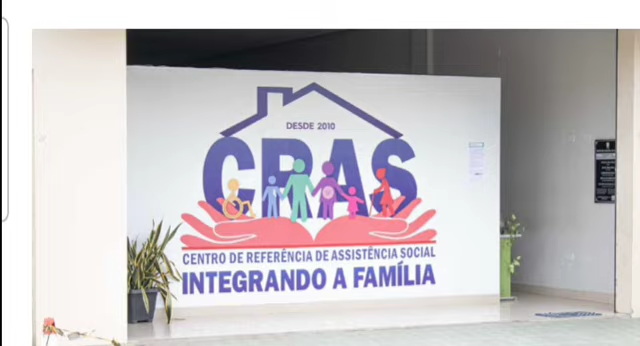 DESDE 2010
CRAS
CENTRO DE REFERÊNCIA DE ASSISTÊNCIA SOCIAL
INTEGRANDO A FAMÍLIA